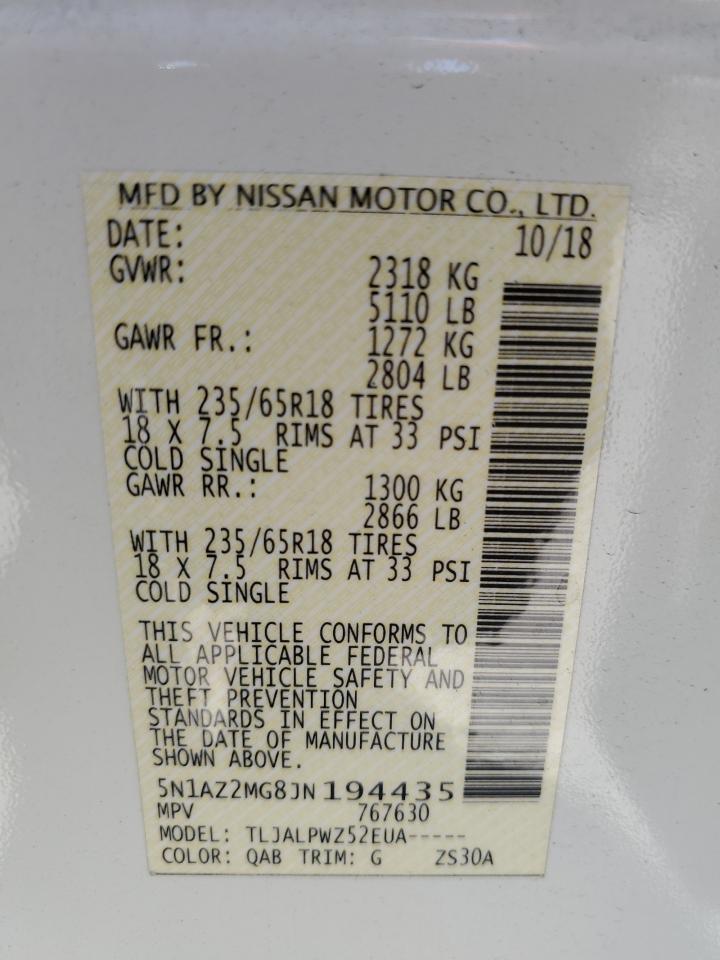 MFD BY NISSAN MOTOR CO., LTD.
DATE: 10/18
GVWR: 2318 KG
5110 LB
GAWR FR.: 1272 KG
2804 LB
WITH 235/65R18 TIRES
18 X 7.5 RIMS AT 33 PSI
COLD SINGLE
GAWR RR.: 1300 KG
2866 LB
WITH 235/65R18 TIRES
18 X 7.5 RIMS AT 33 PSI
COLD SINGLE
THIS VEHICLE CONFORMS TO
ALL APPLICABLE FEDERAL
MOTOR VEHICLE SAFETY AND
THEFT PREVENTION
STANDARDS IN EFFECT ON
THE DATE OF MANUFACTURE
SHOWN ABOVE.
5N1AZ2MG8JN194435
MPV 767630
MODEL: TLJALPWZ52EUA-----
COLOR: QAB TRIM: G ZS30A